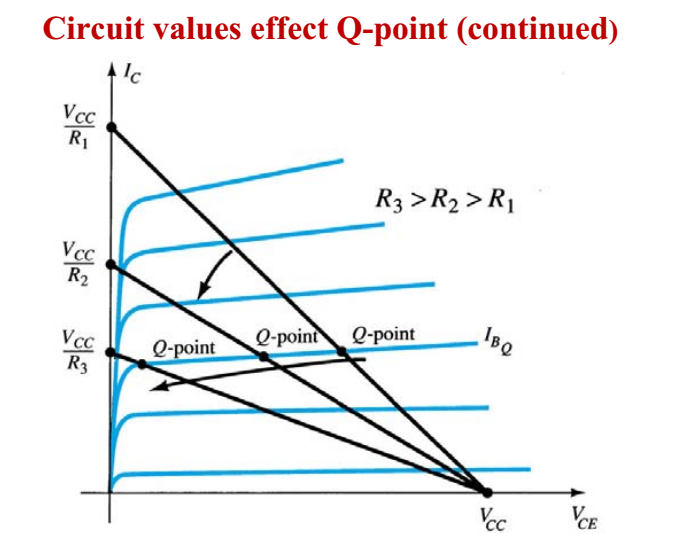 Circuit values effect Q-point (continued)
I_C
V_CC
R_1
R_3 > R_2 > R_1
V_CC
R_2
V_CC
R_3
Q-point
Q-point
Q-point
I_BQ
V_CC
V_CE